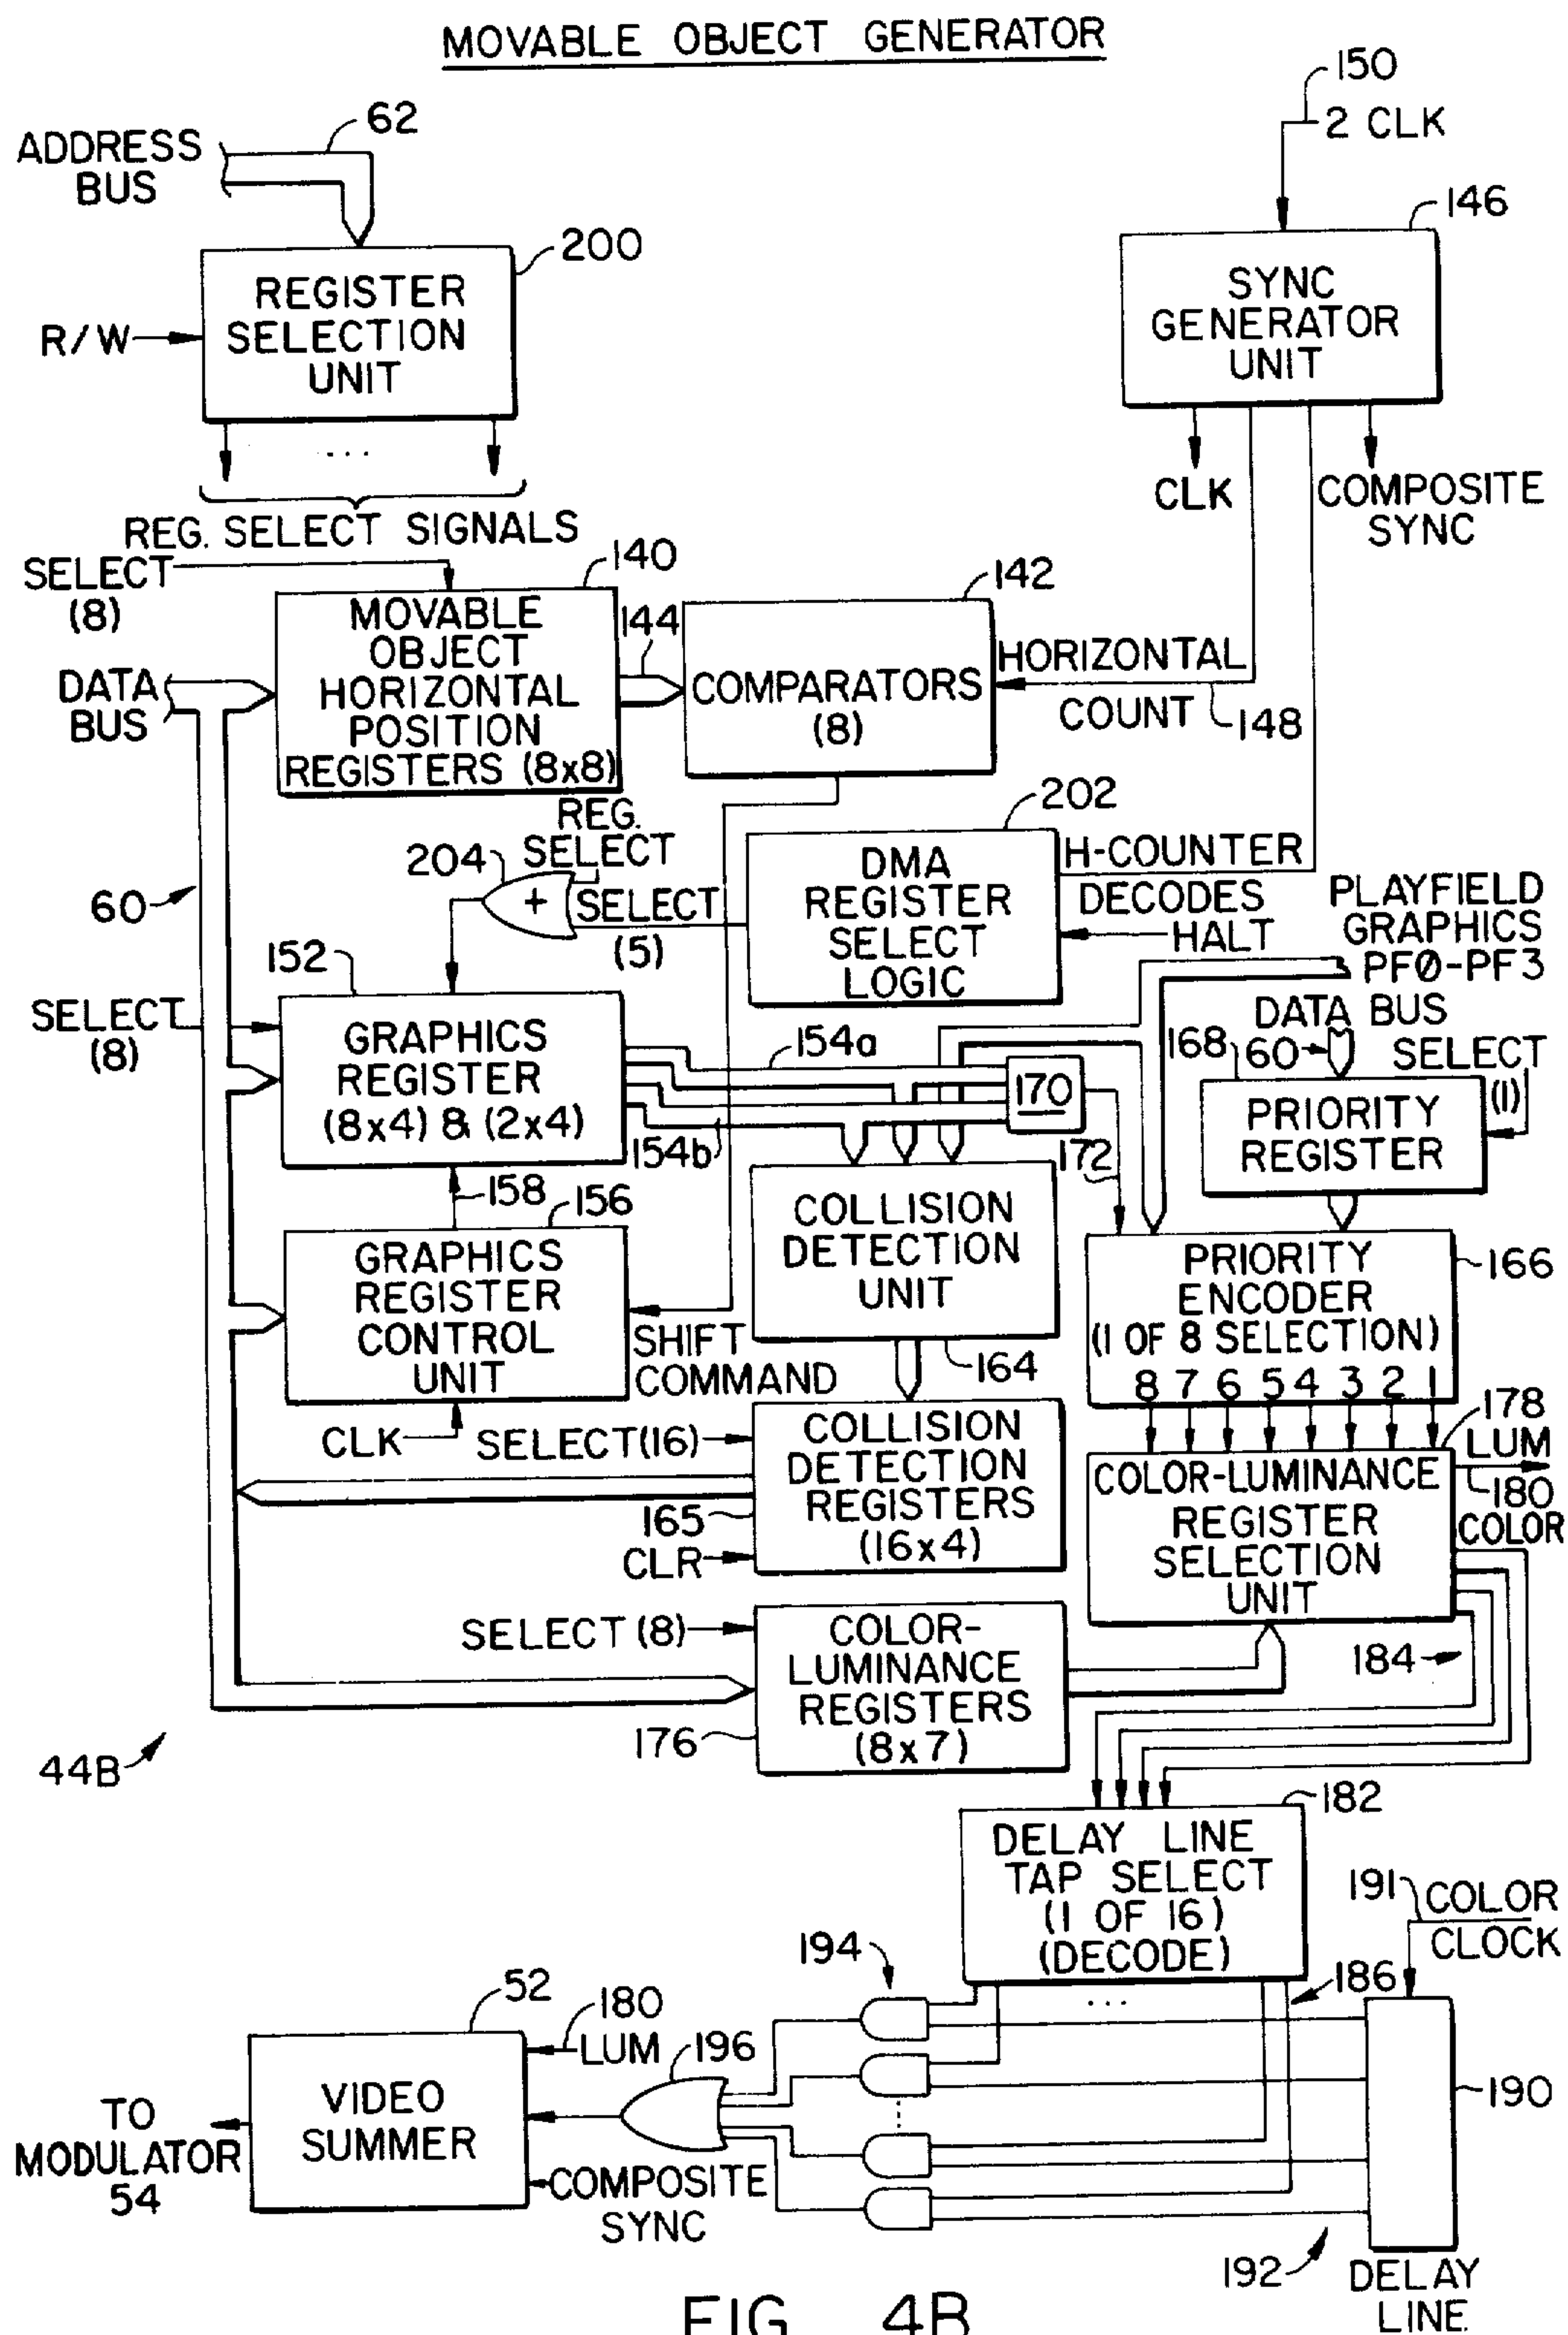 MOVABLE OBJECT GENERATOR
150
2 CLK
62
ADDRESS
BUS
146
200
REGISTER
SELECTION
UNIT
R/W
SYNC
GENERATOR
UNIT
...
CLK
COMPOSITE
SYNC
REG. SELECT SIGNALS
SELECT
(8)
140
MOVABLE
OBJECT
HORIZONTAL
POSITION
REGISTERS (8x8)
144
142
COMPARATORS
(8)
HORIZONTAL
COUNT
148
DATA
BUS
REG.
SELECT
204
+
SELECT
(5)
202
DMA
REGISTER
SELECT
LOGIC
H-COUNTER
DECODES
HALT
60
PLAYFIELD
GRAPHICS
PFØ-PF3
152
SELECT
(8)
GRAPHICS
REGISTER
(8x4) & (2x4)
154a
154b
170
172
DATA BUS
60
168
SELECT
(1)
PRIORITY
REGISTER
158
156
GRAPHICS
REGISTER
CONTROL
UNIT
SHIFT
COMMAND
CLK
COLLISION
DETECTION
UNIT
164
PRIORITY
ENCODER
(1 OF 8 SELECTION)
8 7 6 5 4 3 2 1
166
SELECT(16)
COLLISION
DETECTION
REGISTERS
(16x4)
165
CLR
178
LUM
180
COLOR
COLOR-LUMINANCE
REGISTER
SELECTION
UNIT
SELECT (8)
COLOR-
LUMINANCE
REGISTERS
(8x7)
176
184
44B
182
DELAY LINE
TAP SELECT
(1 OF 16)
(DECODE)
191
COLOR
CLOCK
194
...
186
52
180
LUM
196
VIDEO
SUMMER
TO
MODULATOR
54
COMPOSITE
SYNC
190
192
DELAY
LINE.
FIG 4B